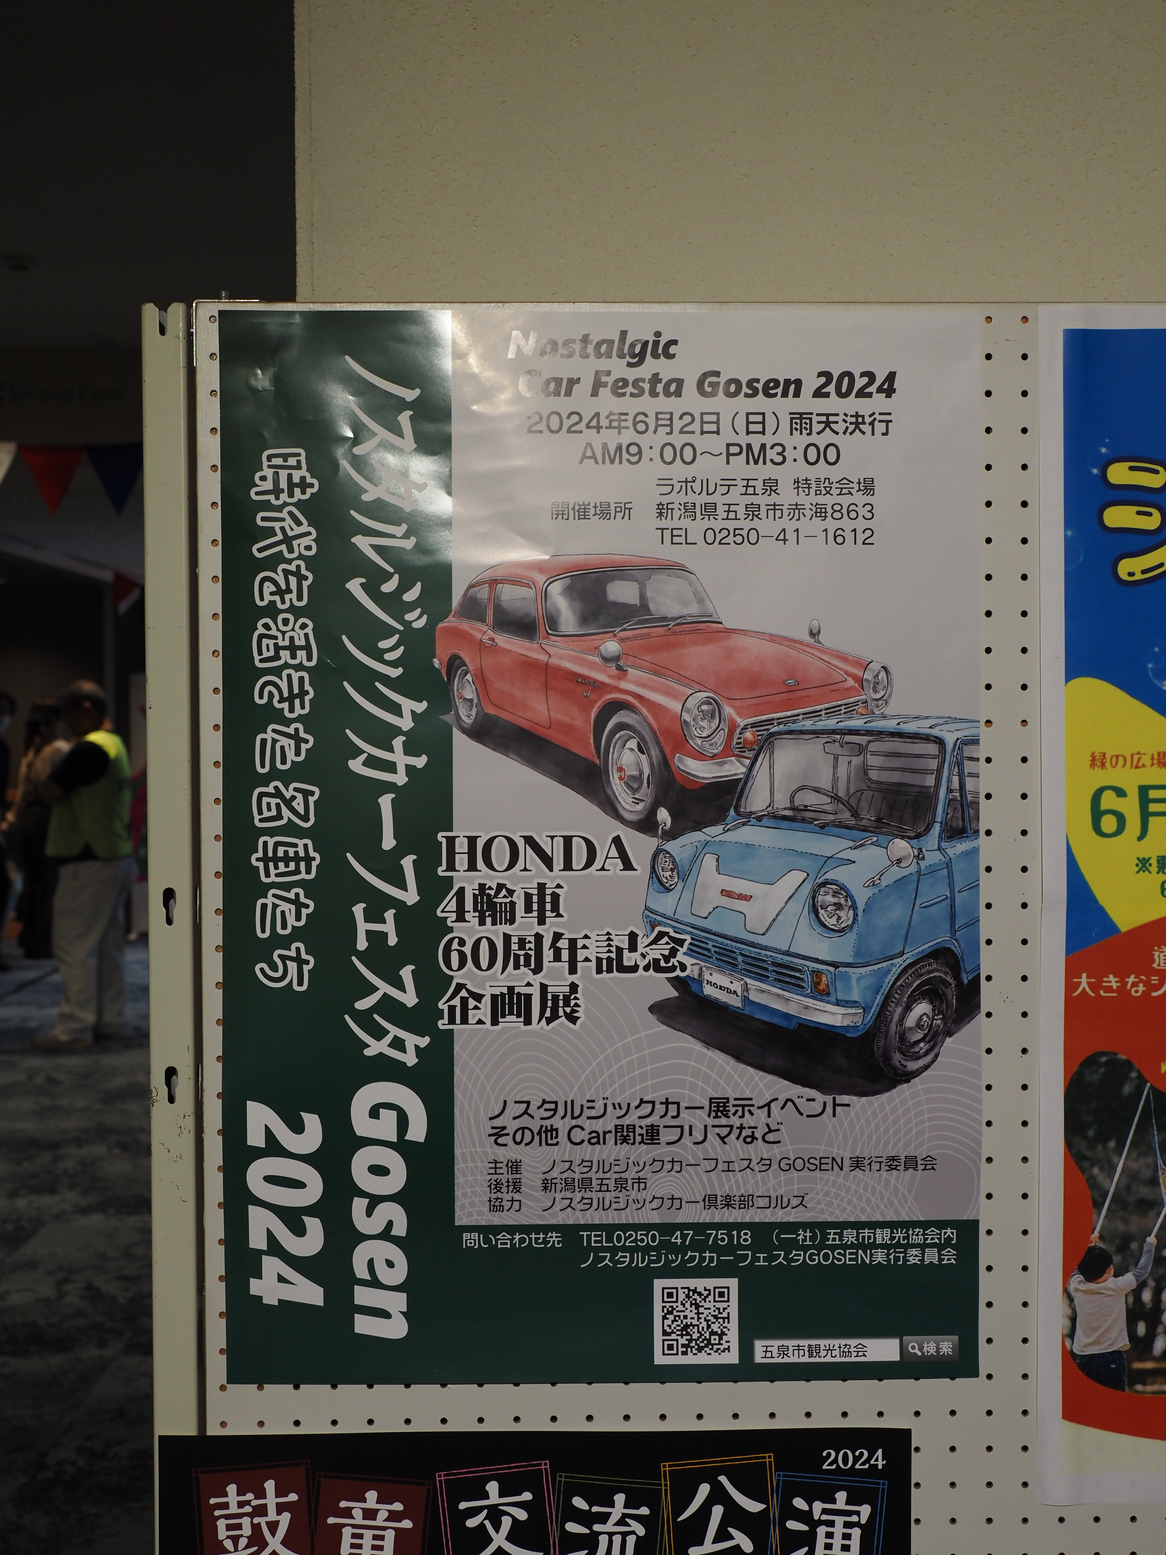 Nostalgic
Car Festa Gosen 2024
2024年6月2日（日）雨天決行
AM9:00～PM3:00
ラポルテ五泉 特設会場
開催場所 新潟県五泉市赤海863
TEL 0250-41-1612
ノスタルジックカーフェスタ Gosen
時代を活きた名車たち 2024
HONDA
4輪車
60周年記念
企画展
HONDA
ノスタルジックカー展示イベント
その他 Car関連フリマなど
主催 ノスタルジックカーフェスタ GOSEN 実行委員会
後援 新潟県五泉市
協力 ノスタルジックカー倶楽部コルズ
問い合わせ先 TEL0250-47-7518 （一社）五泉市観光協会内
ノスタルジックカーフェスタGOSEN実行委員会
五泉市観光協会 検索
2024
鼓童交流公演
緑の広場
6月
大きなシ